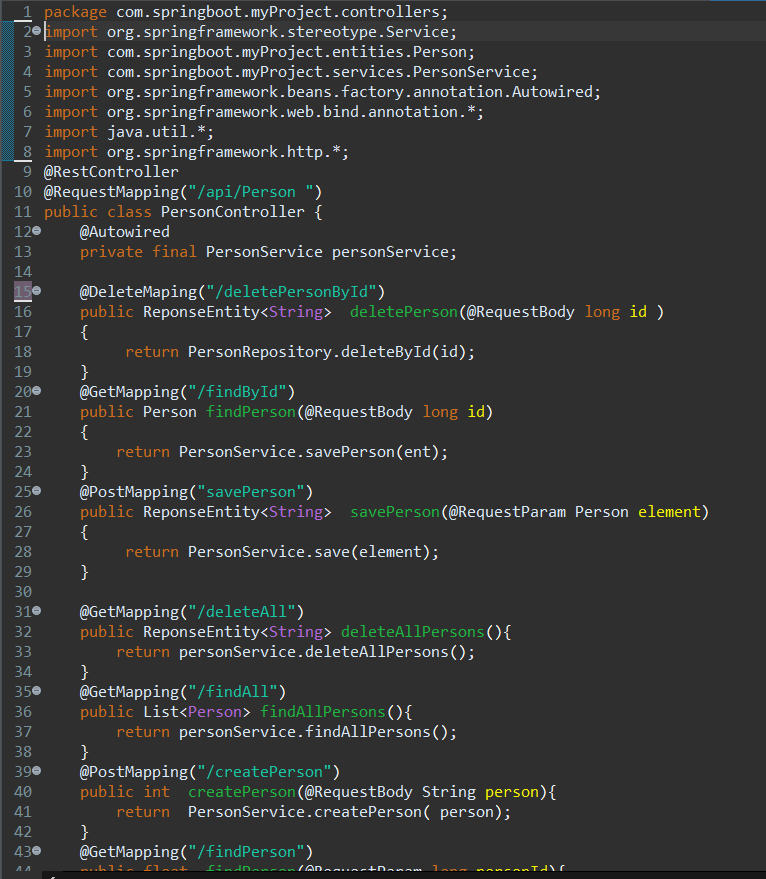 1 package com.springboot.myProject.controllers;
2 import org.springframework.stereotype.Service;
3 import com.springboot.myProject.entities.Person;
4 import com.springboot.myProject.services.PersonService;
5 import org.springframework.beans.factory.annotation.Autowired;
6 import org.springframework.web.bind.annotation.*;
7 import java.util.*;
8 import org.springframework.http.*;
9 @RestController
10 @RequestMapping("/api/Person ")
11 public class PersonController {
12 @Autowired
13 private final PersonService personService;
14
15 @DeleteMaping("/deletePersonById")
16 public ReponseEntity<String>  deletePerson(@RequestBody long id )
17 {
18 return PersonRepository.deleteById(id);
19 }
20 @GetMapping("/findById")
21 public Person findPerson(@RequestBody long id)
22 {
23 return PersonService.savePerson(ent);
24 }
25 @PostMapping("savePerson")
26 public ReponseEntity<String>  savePerson(@RequestParam Person element)
27 {
28 return PersonService.save(element);
29 }
30
31 @GetMapping("/deleteAll")
32 public ReponseEntity<String> deleteAllPersons(){
33 return personService.deleteAllPersons();
34 }
35 @GetMapping("/findAll")
36 public List<Person> findAllPersons(){
37 return personService.findAllPersons();
38 }
39 @PostMapping("/createPerson")
40 public int  createPerson(@RequestBody String person){
41 return  PersonService.createPerson( person);
42 }
43 @GetMapping("/findPerson")
44 public float  findPerson(@RequestParam long personId){